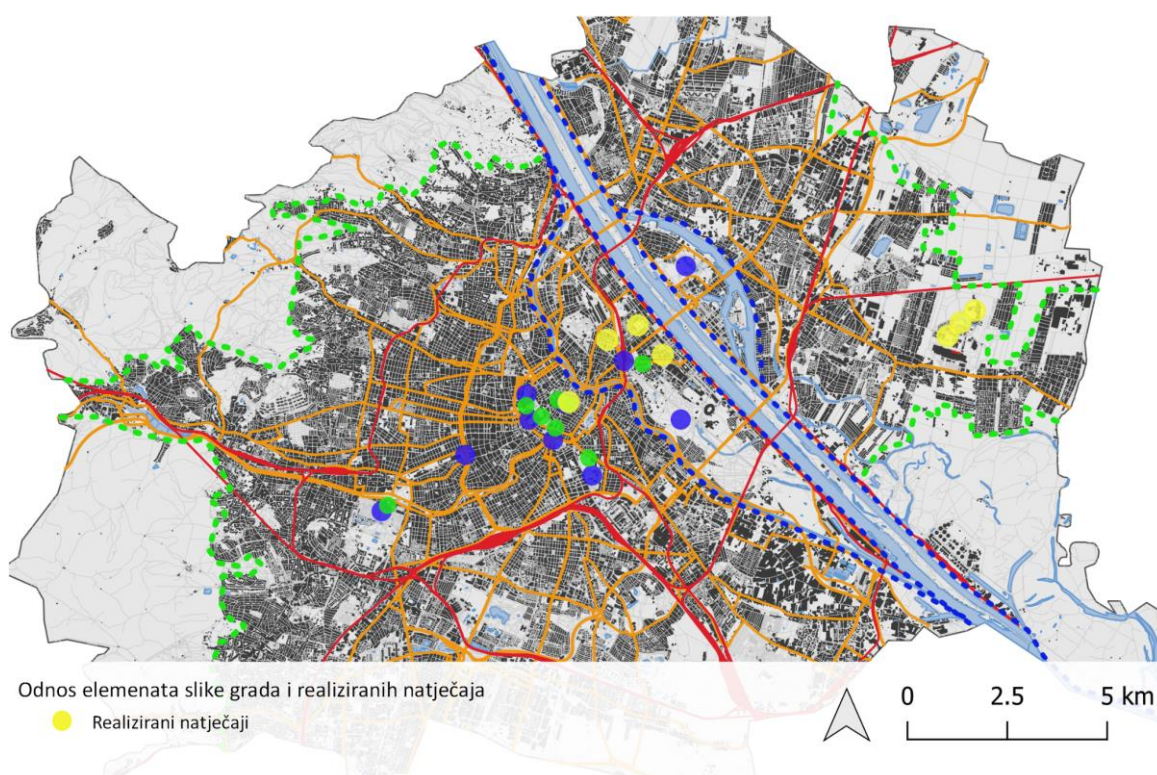 Odnos elemenata slike grada i realiziranih natječaja
Realizirani natječaji
0 2.5 5 km